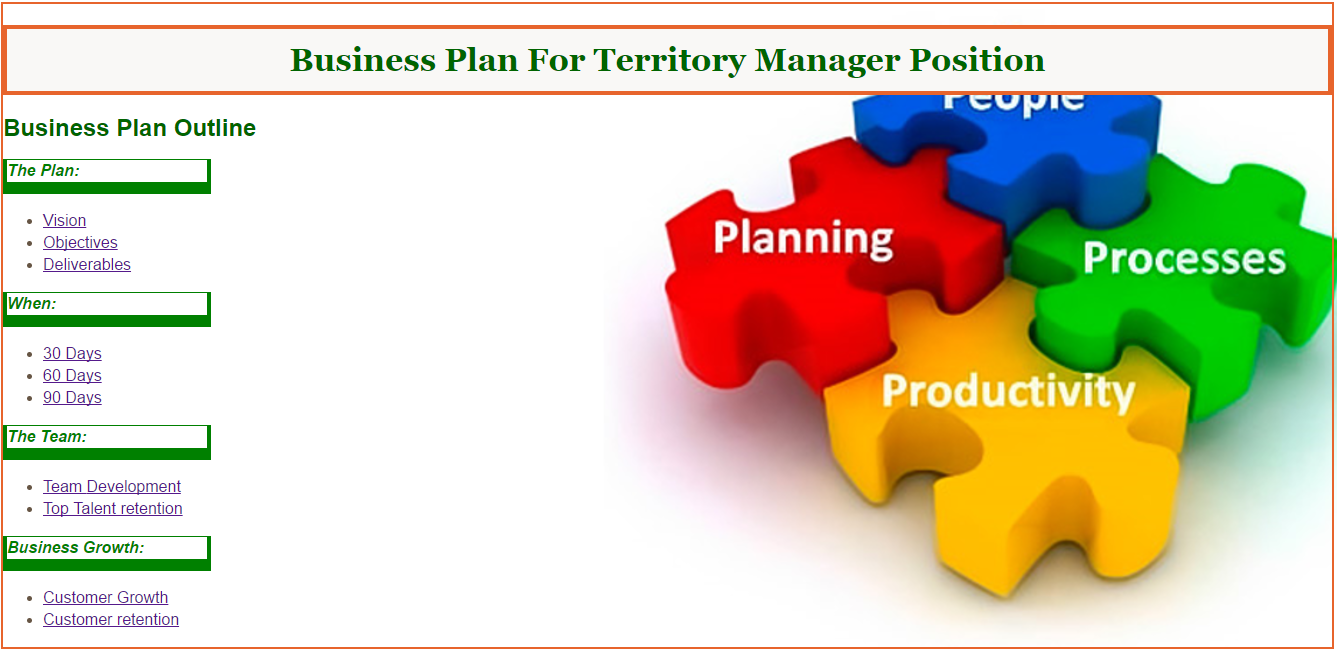 Business Plan For Territory Manager Position
Business Plan Outline
The Plan:
Vision
Objectives
Deliverables
When:
30 Days
60 Days
90 Days
The Team:
Team Development
Top Talent retention
Business Growth:
Customer Growth
Customer retention
People
Planning
Processes
Productivity